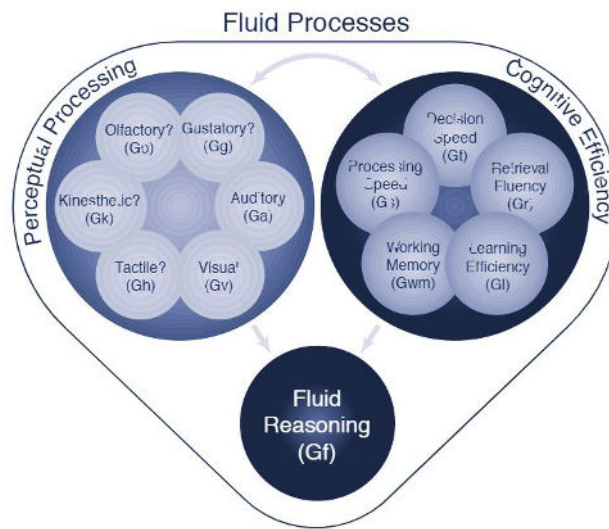 Fluid Processes
Perceptual Processing
Cognitive Efficiency
Olfactory?
(Go)
Gustatory?
(Gg)
Kinesthetic?
(Gk)
Auditory
(Ga)
Tactile?
(Gh)
Visual
(Gv)
Decision
Speed
(Gt)
Processing
Speed
(Gs)
Retrieval
Fluency
(Gr)
Working
Memory
(Gwm)
Learning
Efficiency
(Gl)
Fluid
Reasoning
(Gf)